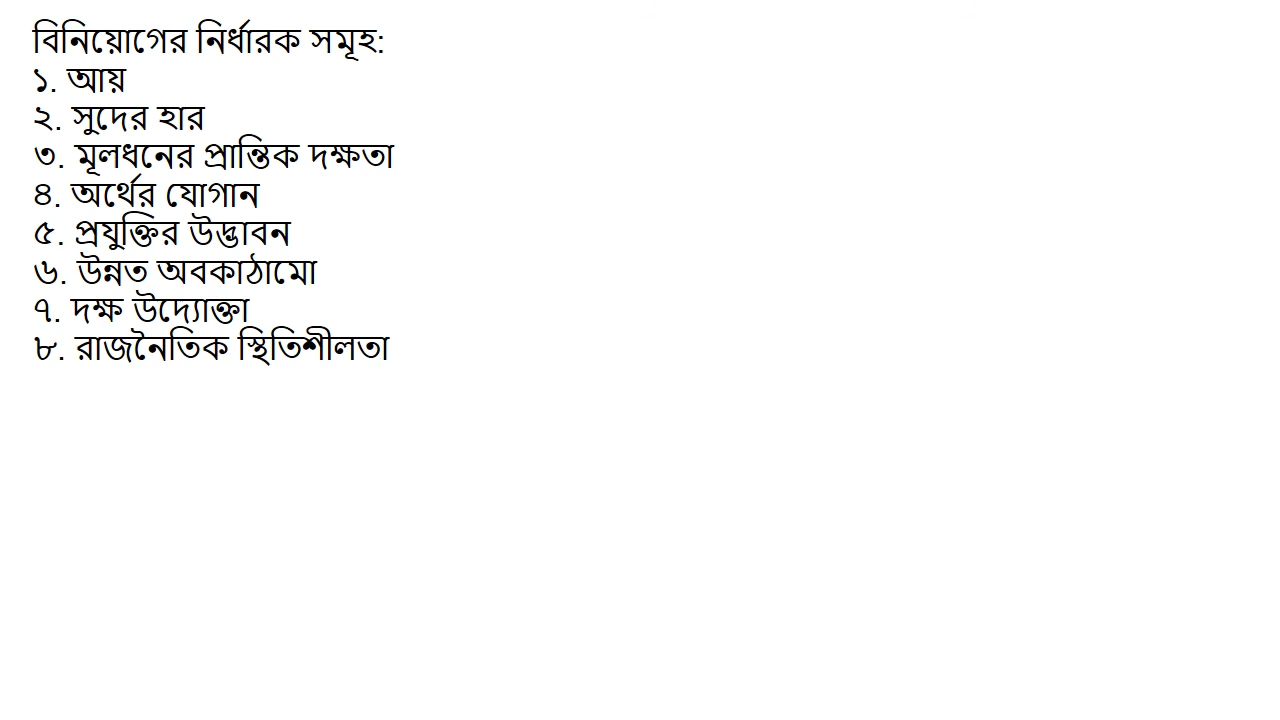 বিনিয়োগের নির্ধারক সমূহ:
১. আয়
২. সুদের হার
৩. মূলধনের প্রান্তিক দক্ষতা
৪. অর্থের যোগান
৫. প্রযুক্তির উদ্ভাবন
৬. উন্নত অবকাঠামো
৭. দক্ষ উদ্যোক্তা
৮. রাজনৈতিক স্থিতিশীলতা